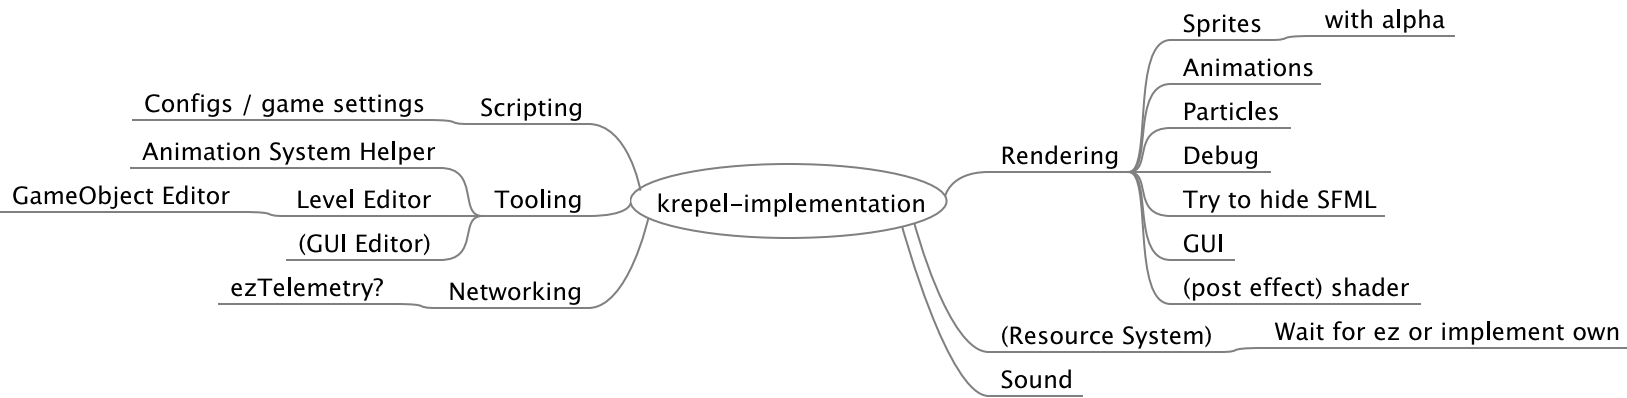 krepel-implementation
Scripting
Configs / game settings
Tooling
Animation System Helper
Level Editor
GameObject Editor
(GUI Editor)
Networking
ezTelemetry?
Rendering
Sprites
with alpha
Animations
Particles
Debug
Try to hide SFML
GUI
(post effect) shader
(Resource System)
Wait for ez or implement own
Sound